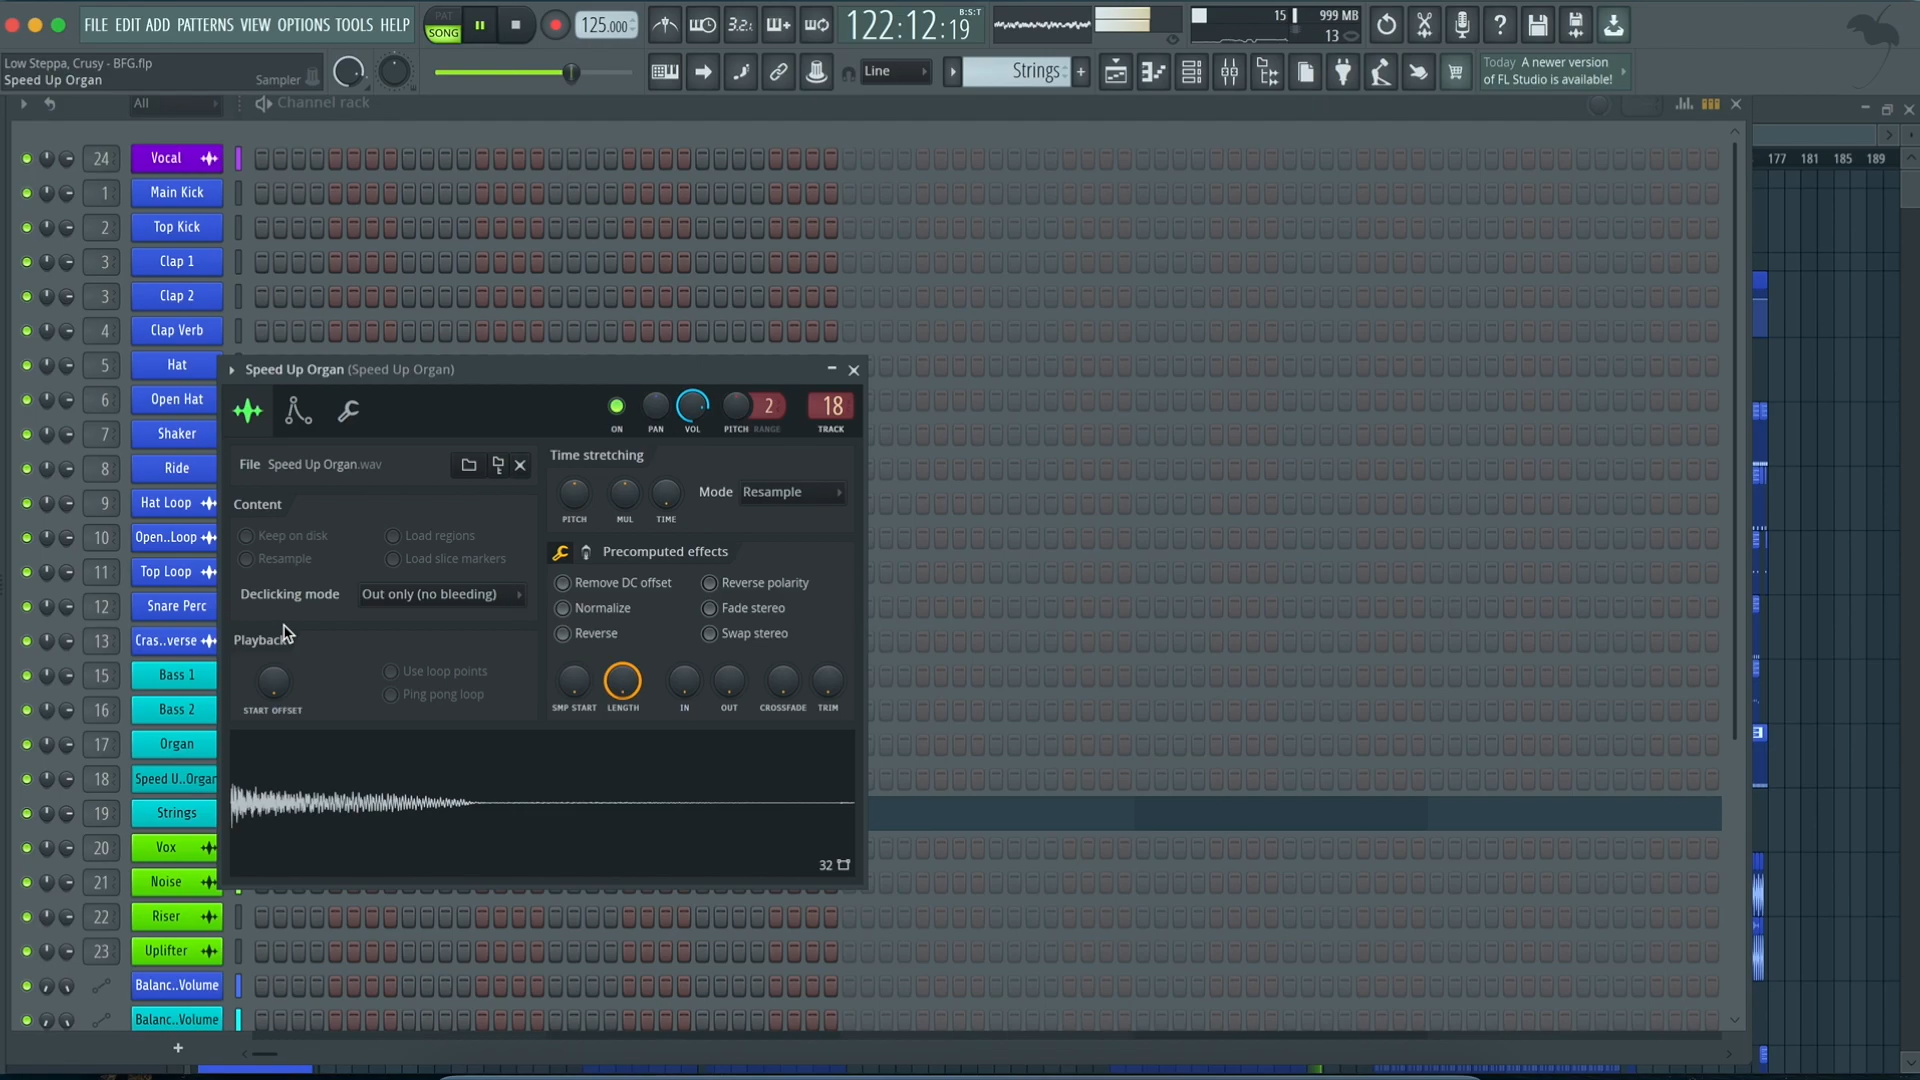 FILE EDIT ADD PATTERNS VIEW OPTIONS TOOLS HELP
PAT
SONG
125.000
3.2.
122:12:19
B:S:T
15
999 MB
13
Low Steppa, Crusy - BFG.flp
Speed Up Organ
Sampler
Line
Strings
+
Today A newer version
of FL Studio is available!
All
Channel rack
177 181 185 189
24 Vocal
1 Main Kick
2 Top Kick
3 Clap 1
3 Clap 2
4 Clap Verb
5 Hat
6 Open Hat
7 Shaker
8 Ride
9 Hat Loop
10 Open..Loop
11 Top Loop
12 Snare Perc
13 Cras..verse
15 Bass 1
16 Bass 2
17 Organ
18 Speed U..Organ
19 Strings
20 Vox
21 Noise
22 Riser
23 Uplifter
Balanc..Volume
Balanc..Volume
+
Speed Up Organ (Speed Up Organ)
2
18
ON PAN VOL PITCH RANGE TRACK
File Speed Up Organ.wav
Content
Keep on disk
Load regions
Resample
Load slice markers
Declicking mode Out only (no bleeding)
Playback
Use loop points
Ping pong loop
START OFFSET
Time stretching
Mode Resample
PITCH MUL TIME
Precomputed effects
Remove DC offset
Reverse polarity
Normalize
Fade stereo
Reverse
Swap stereo
SMP START LENGTH IN OUT CROSSFADE TRIM
32